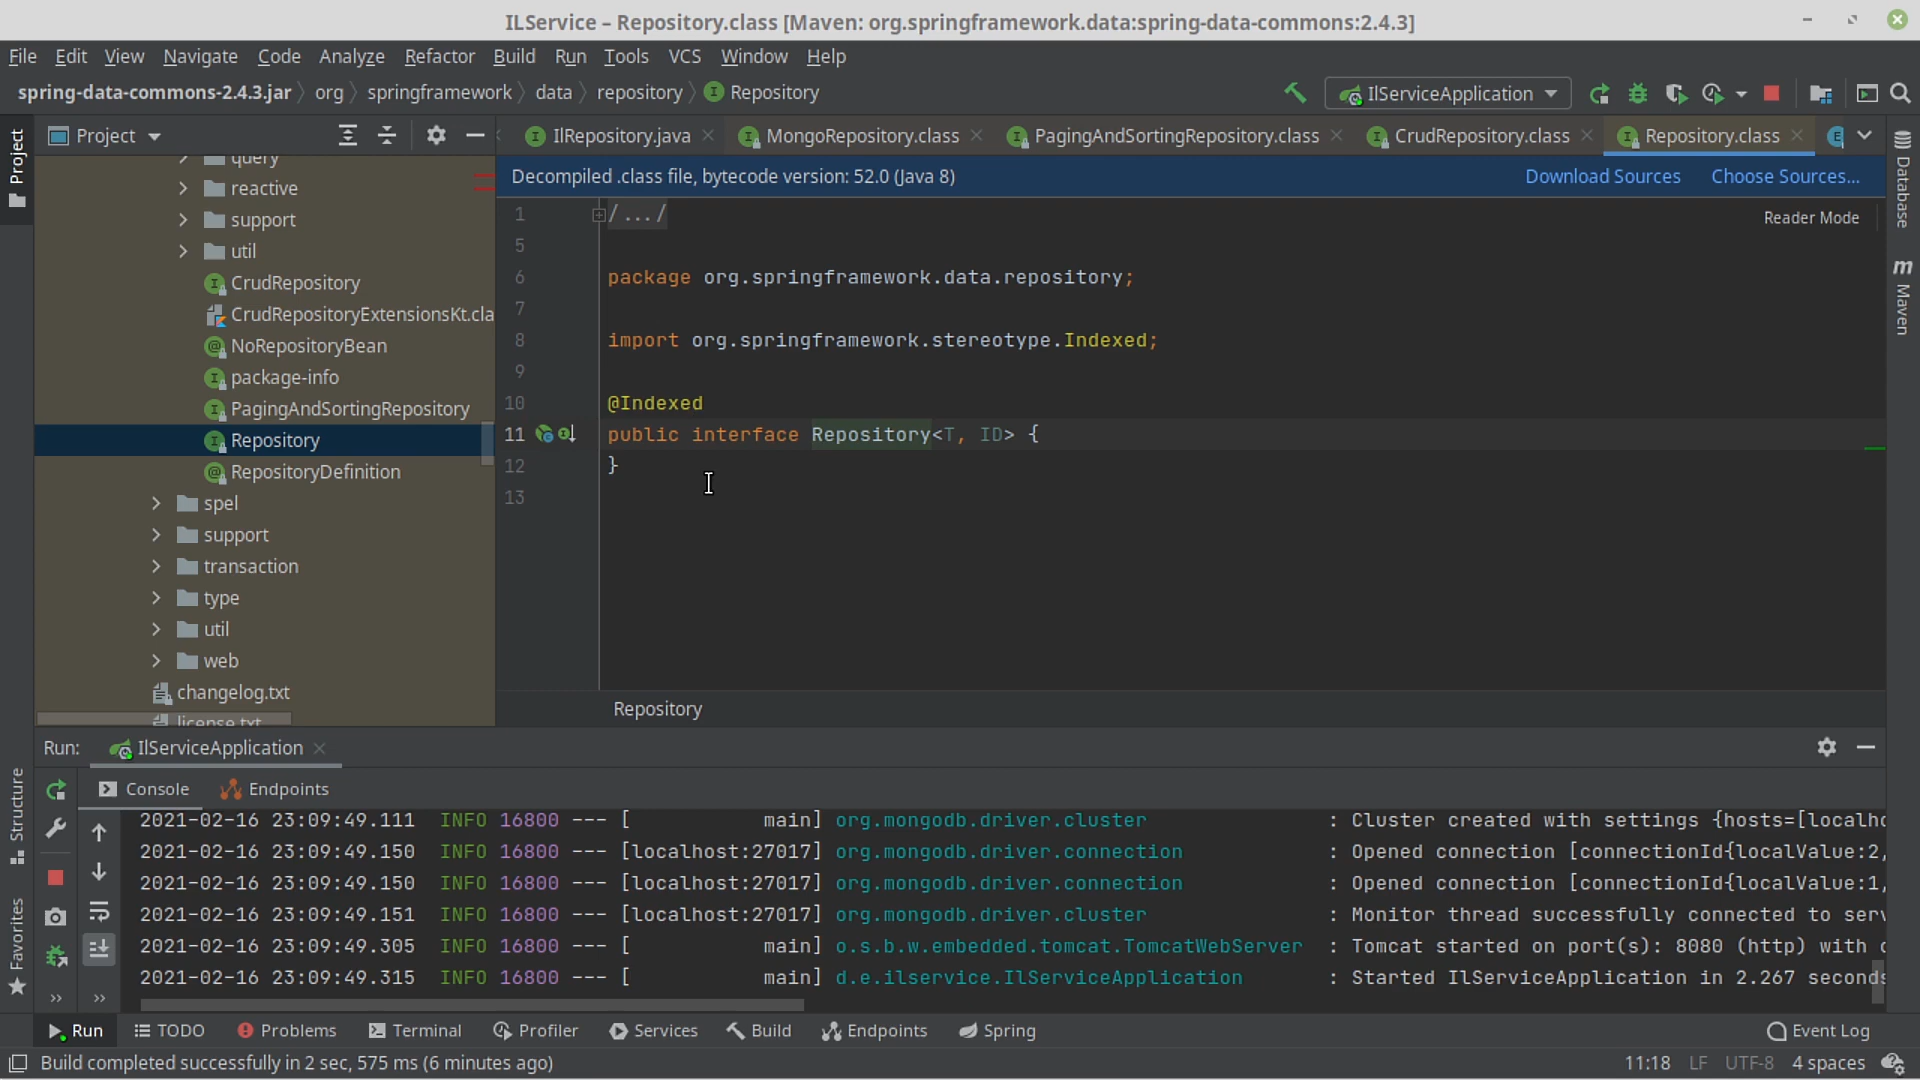 ILService – Repository.class [Maven: org.springframework.data:spring-data-commons:2.4.3]
File Edit View Navigate Code Analyze Refactor Build Run Tools VCS Window Help
spring-data-commons-2.4.3.jar org springframework data repository Repository
IlServiceApplication
Project
IlRepository.java MongoRepository.class PagingAndSortingRepository.class CrudRepository.class Repository.class
Decompiled .class file, bytecode version: 52.0 (Java 8) Download Sources Choose Sources...
Reader Mode
Project
Structure
Favorites
Database
Maven
query
reactive
support
util
CrudRepository
CrudRepositoryExtensionsKt.cla
NoRepositoryBean
package-info
PagingAndSortingRepository
Repository
RepositoryDefinition
spel
support
transaction
type
util
web
changelog.txt
license.txt
1 /.../
5
6 package org.springframework.data.repository;
7
8 import org.springframework.stereotype.Indexed;
9
10 @Indexed
11 public interface Repository<T, ID> {
12 }
13
Repository
Run: IlServiceApplication
Console Endpoints
2021-02-16 23:09:49.111 INFO 16800 --- [ main] org.mongodb.driver.cluster : Cluster created with settings {hosts=[localho
2021-02-16 23:09:49.150 INFO 16800 --- [localhost:27017] org.mongodb.driver.connection : Opened connection [connectionId{localValue:2,
2021-02-16 23:09:49.150 INFO 16800 --- [localhost:27017] org.mongodb.driver.connection : Opened connection [connectionId{localValue:1,
2021-02-16 23:09:49.151 INFO 16800 --- [localhost:27017] org.mongodb.driver.cluster : Monitor thread successfully connected to serv
2021-02-16 23:09:49.305 INFO 16800 --- [ main] o.s.b.w.embedded.tomcat.TomcatWebServer : Tomcat started on port(s): 8080 (http) with c
2021-02-16 23:09:49.315 INFO 16800 --- [ main] d.e.ilservice.IlServiceApplication : Started IlServiceApplication in 2.267 seconds
Run TODO Problems Terminal Profiler Services Build Endpoints Spring Event Log
Build completed successfully in 2 sec, 575 ms (6 minutes ago) 11:18 LF UTF-8 4 spaces